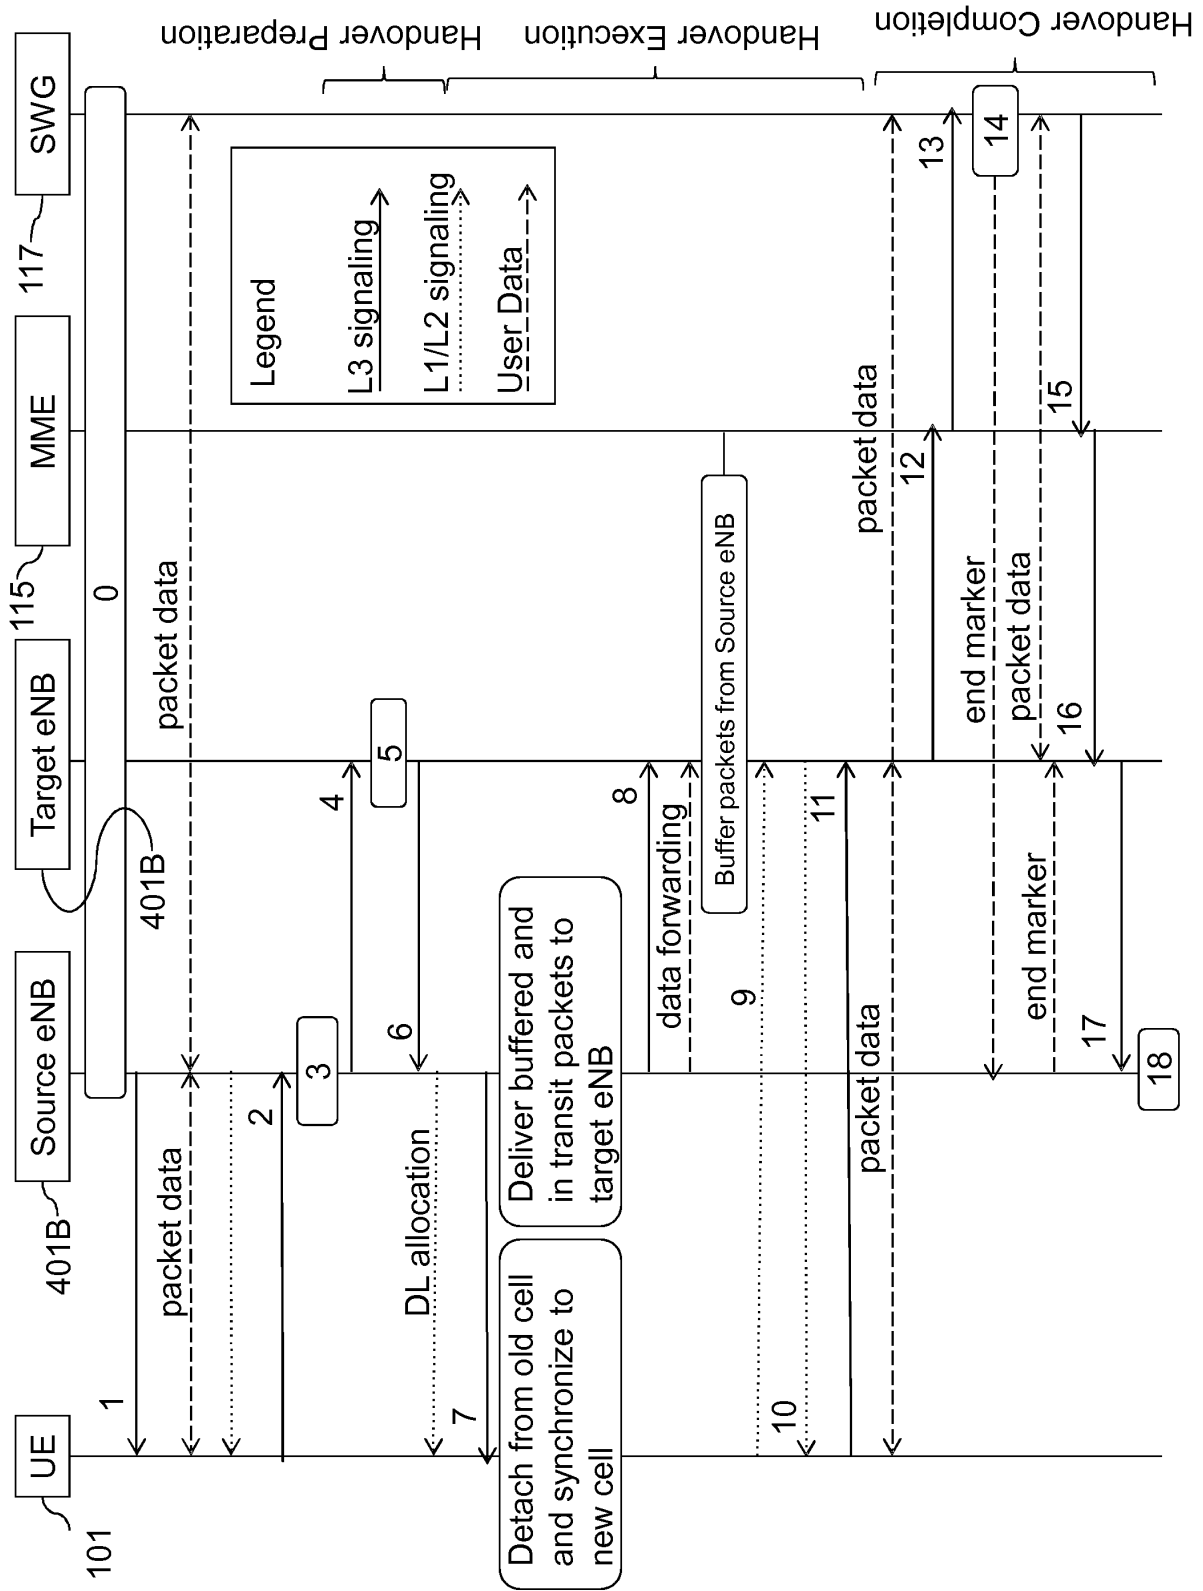 UE
Source eNB
Target eNB
MME
SWG
101
401B
401B
115
117
0
1
packet data
packet data
2
3
4
5
6
DL allocation
7
Detach from old cell
and synchronize to
new cell
Deliver buffered and
in transit packets to
target eNB
8
data forwarding
Buffer packets from Source eNB
9
10
11
packet data
packet data
12
13
end marker
14
packet data
end marker
15
16
17
18
Legend
L3 signaling
L1/L2 signaling
User Data
Handover Preparation
Handover Execution
Handover Completion